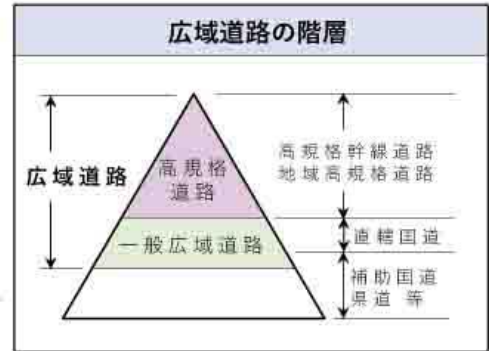 広域道路の階層
広域道路
高規格
道路
一般広域道路
高規格幹線道路
地域高規格道路
直轄国道
補助国道
県道 等